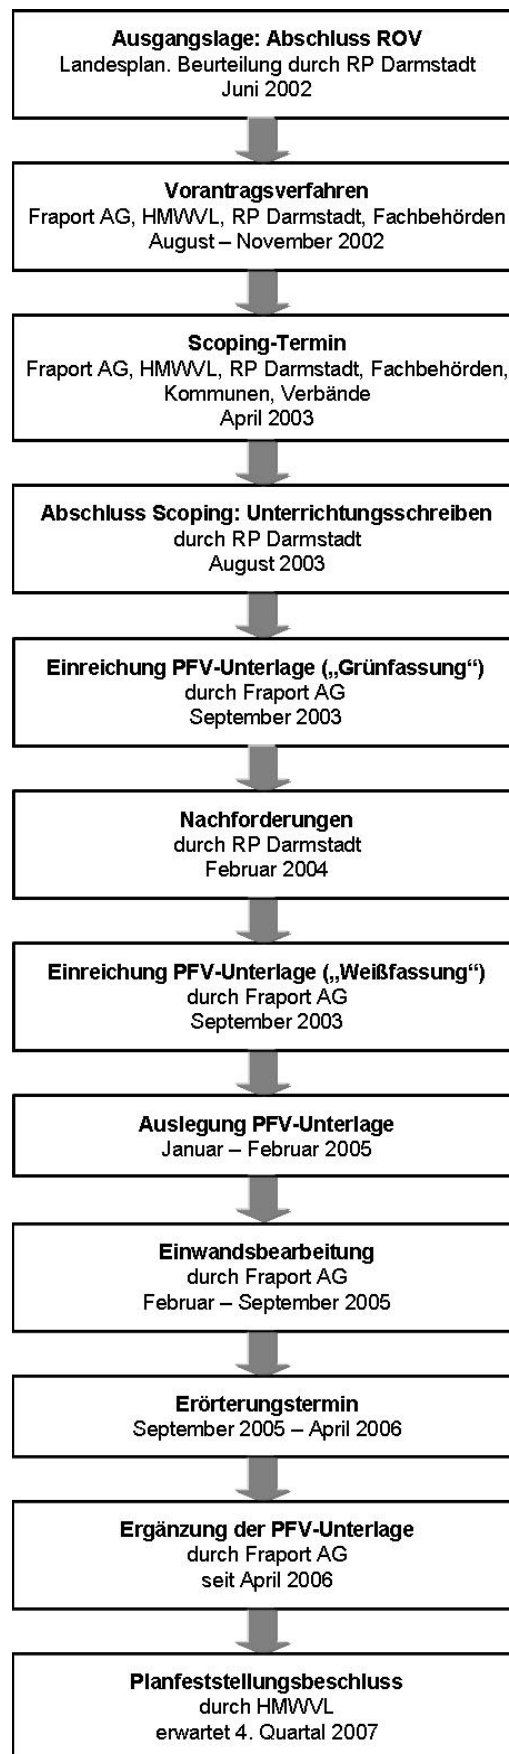 Ausgangslage: Abschluss ROV
Landesplan. Beurteilung durch RP Darmstadt
Juni 2002
Vorantragsverfahren
Fraport AG, HMWVL, RP Darmstadt, Fachbehörden
August – November 2002
Scoping-Termin
Fraport AG, HMWVL, RP Darmstadt, Fachbehörden,
Kommunen, Verbände
April 2003
Abschluss Scoping: Unterrichtungsschreiben
durch RP Darmstadt
August 2003
Einreichung PFV-Unterlage („Grünfassung“)
durch Fraport AG
September 2003
Nachforderungen
durch RP Darmstadt
Februar 2004
Einreichung PFV-Unterlage („Weißfassung“)
durch Fraport AG
September 2003
Auslegung PFV-Unterlage
Januar – Februar 2005
Einwandsbearbeitung
durch Fraport AG
Februar – September 2005
Erörterungstermin
September 2005 – April 2006
Ergänzung der PFV-Unterlage
durch Fraport AG
seit April 2006
Planfeststellungsbeschluss
durch HMWVL
erwartet 4. Quartal 2007